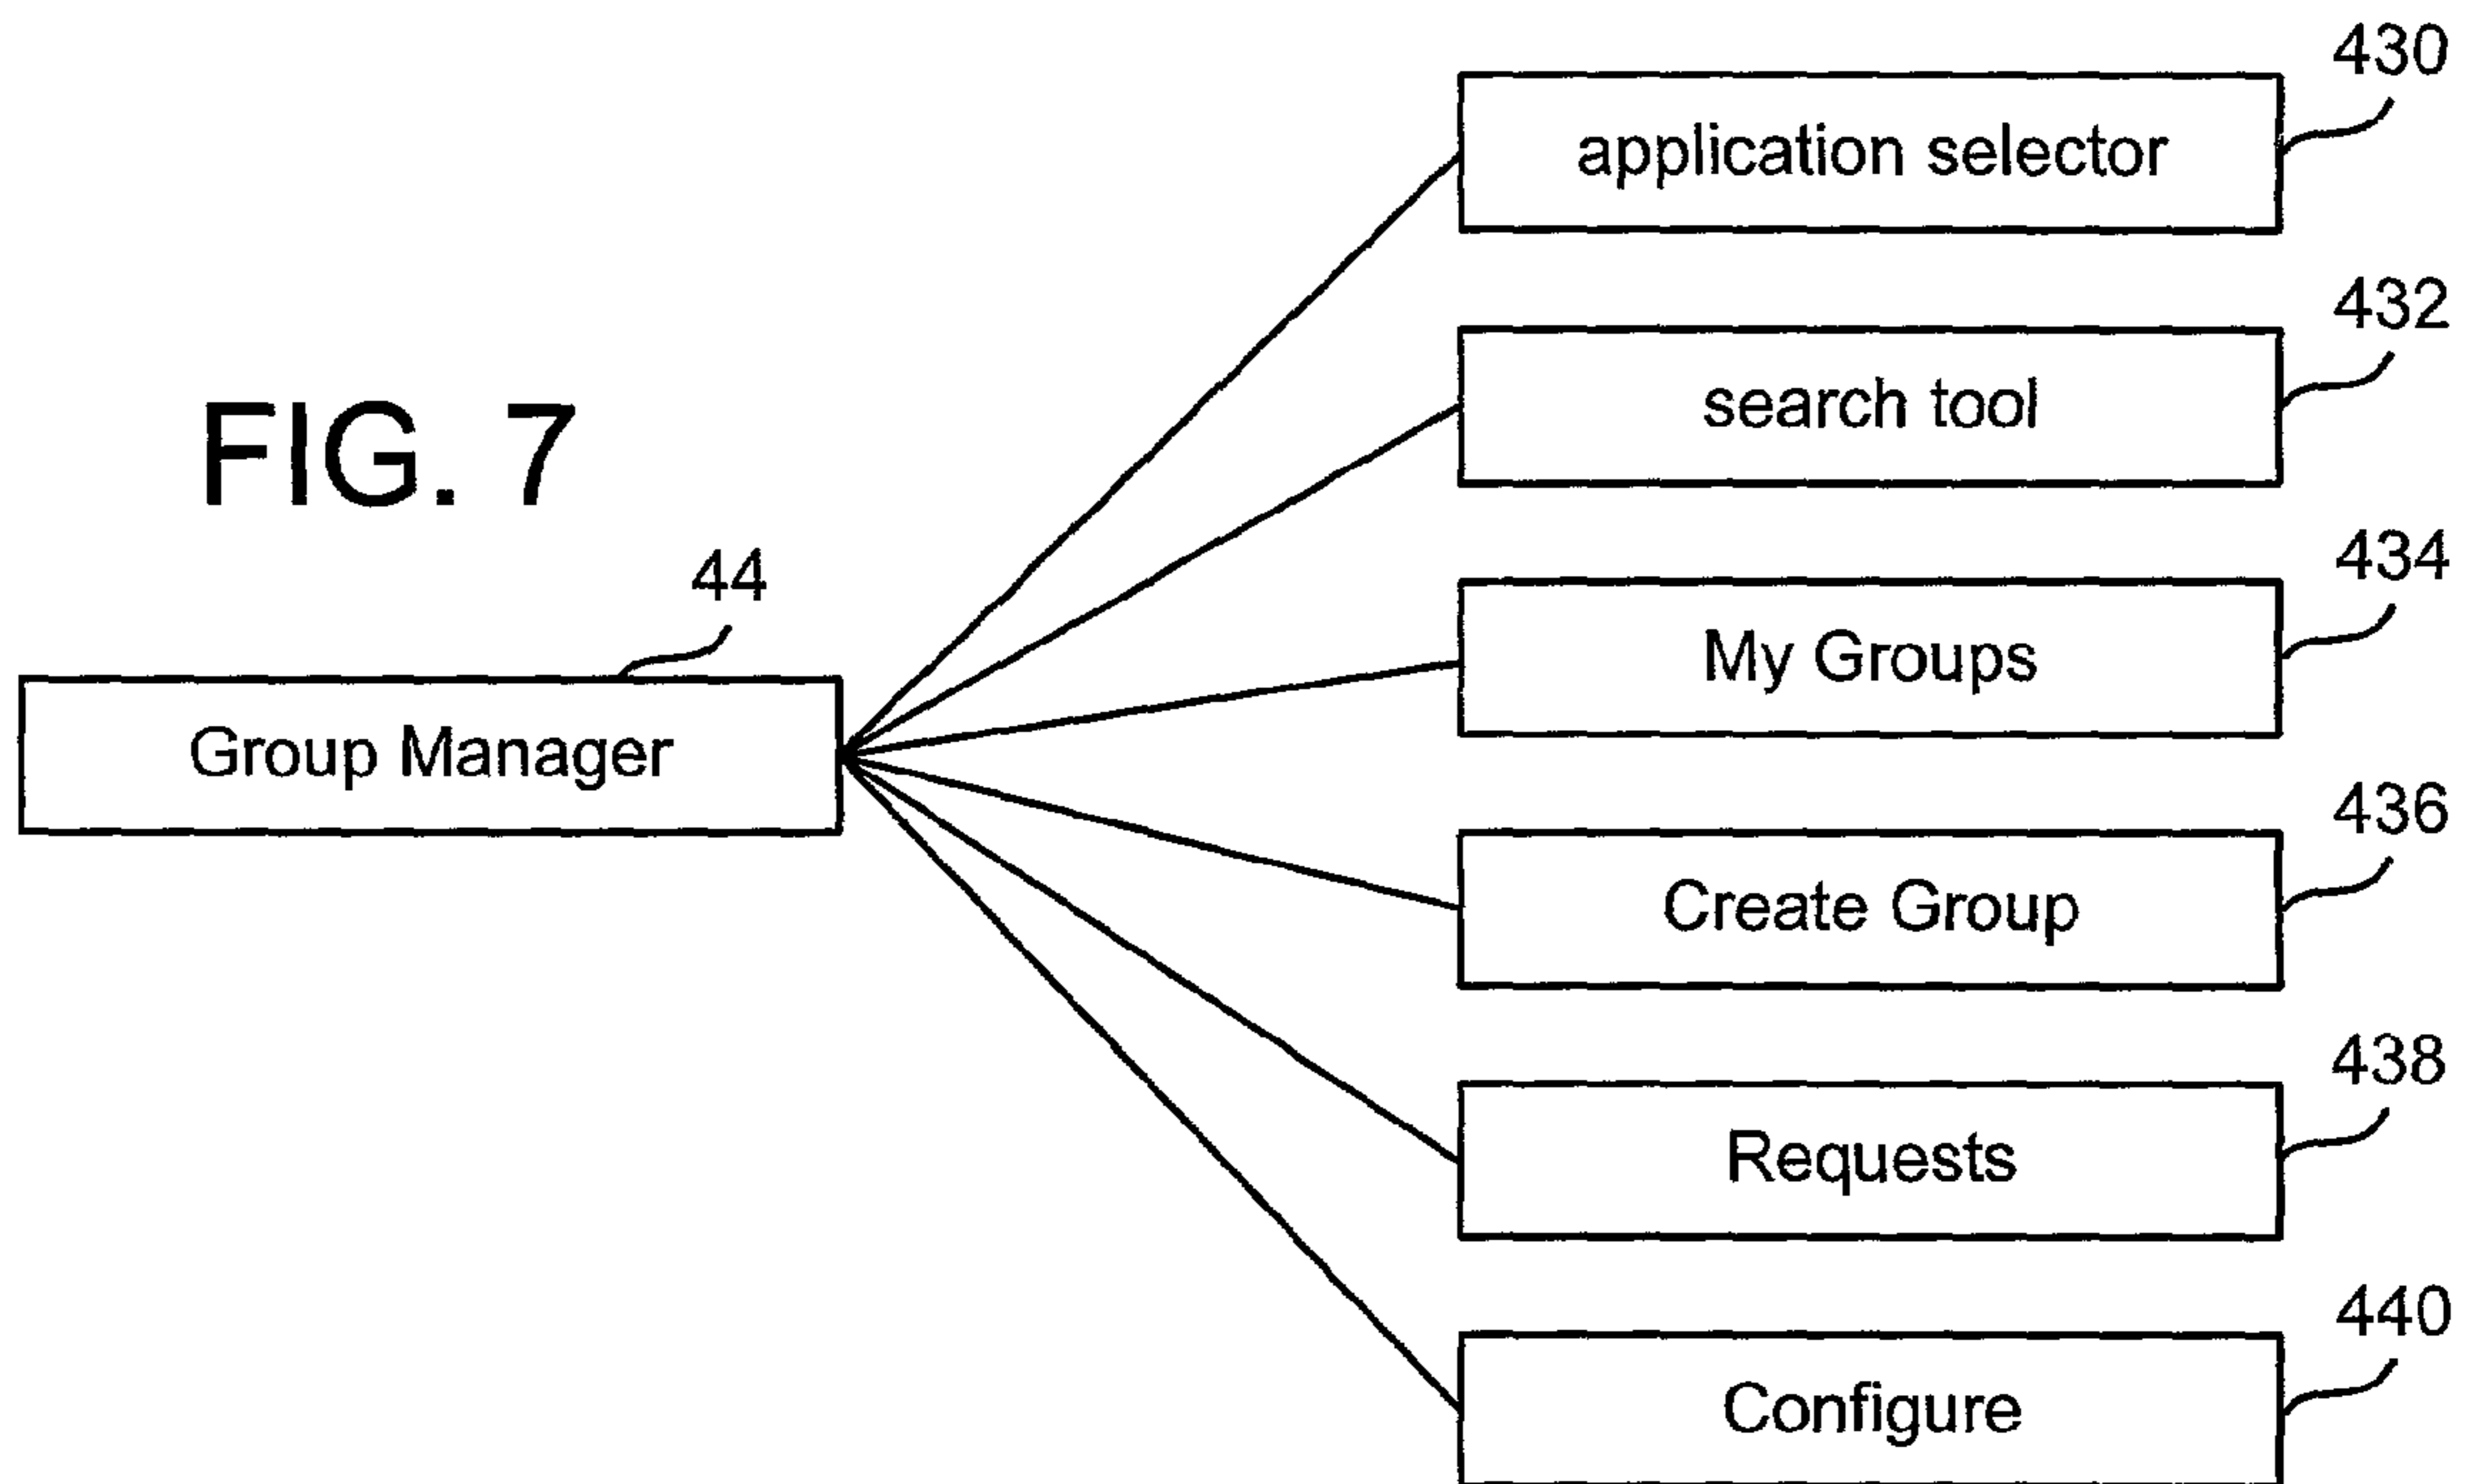 FIG. 7
44
Group Manager
430
application selector
432
search tool
434
My Groups
436
Create Group
438
Requests
440
Configure